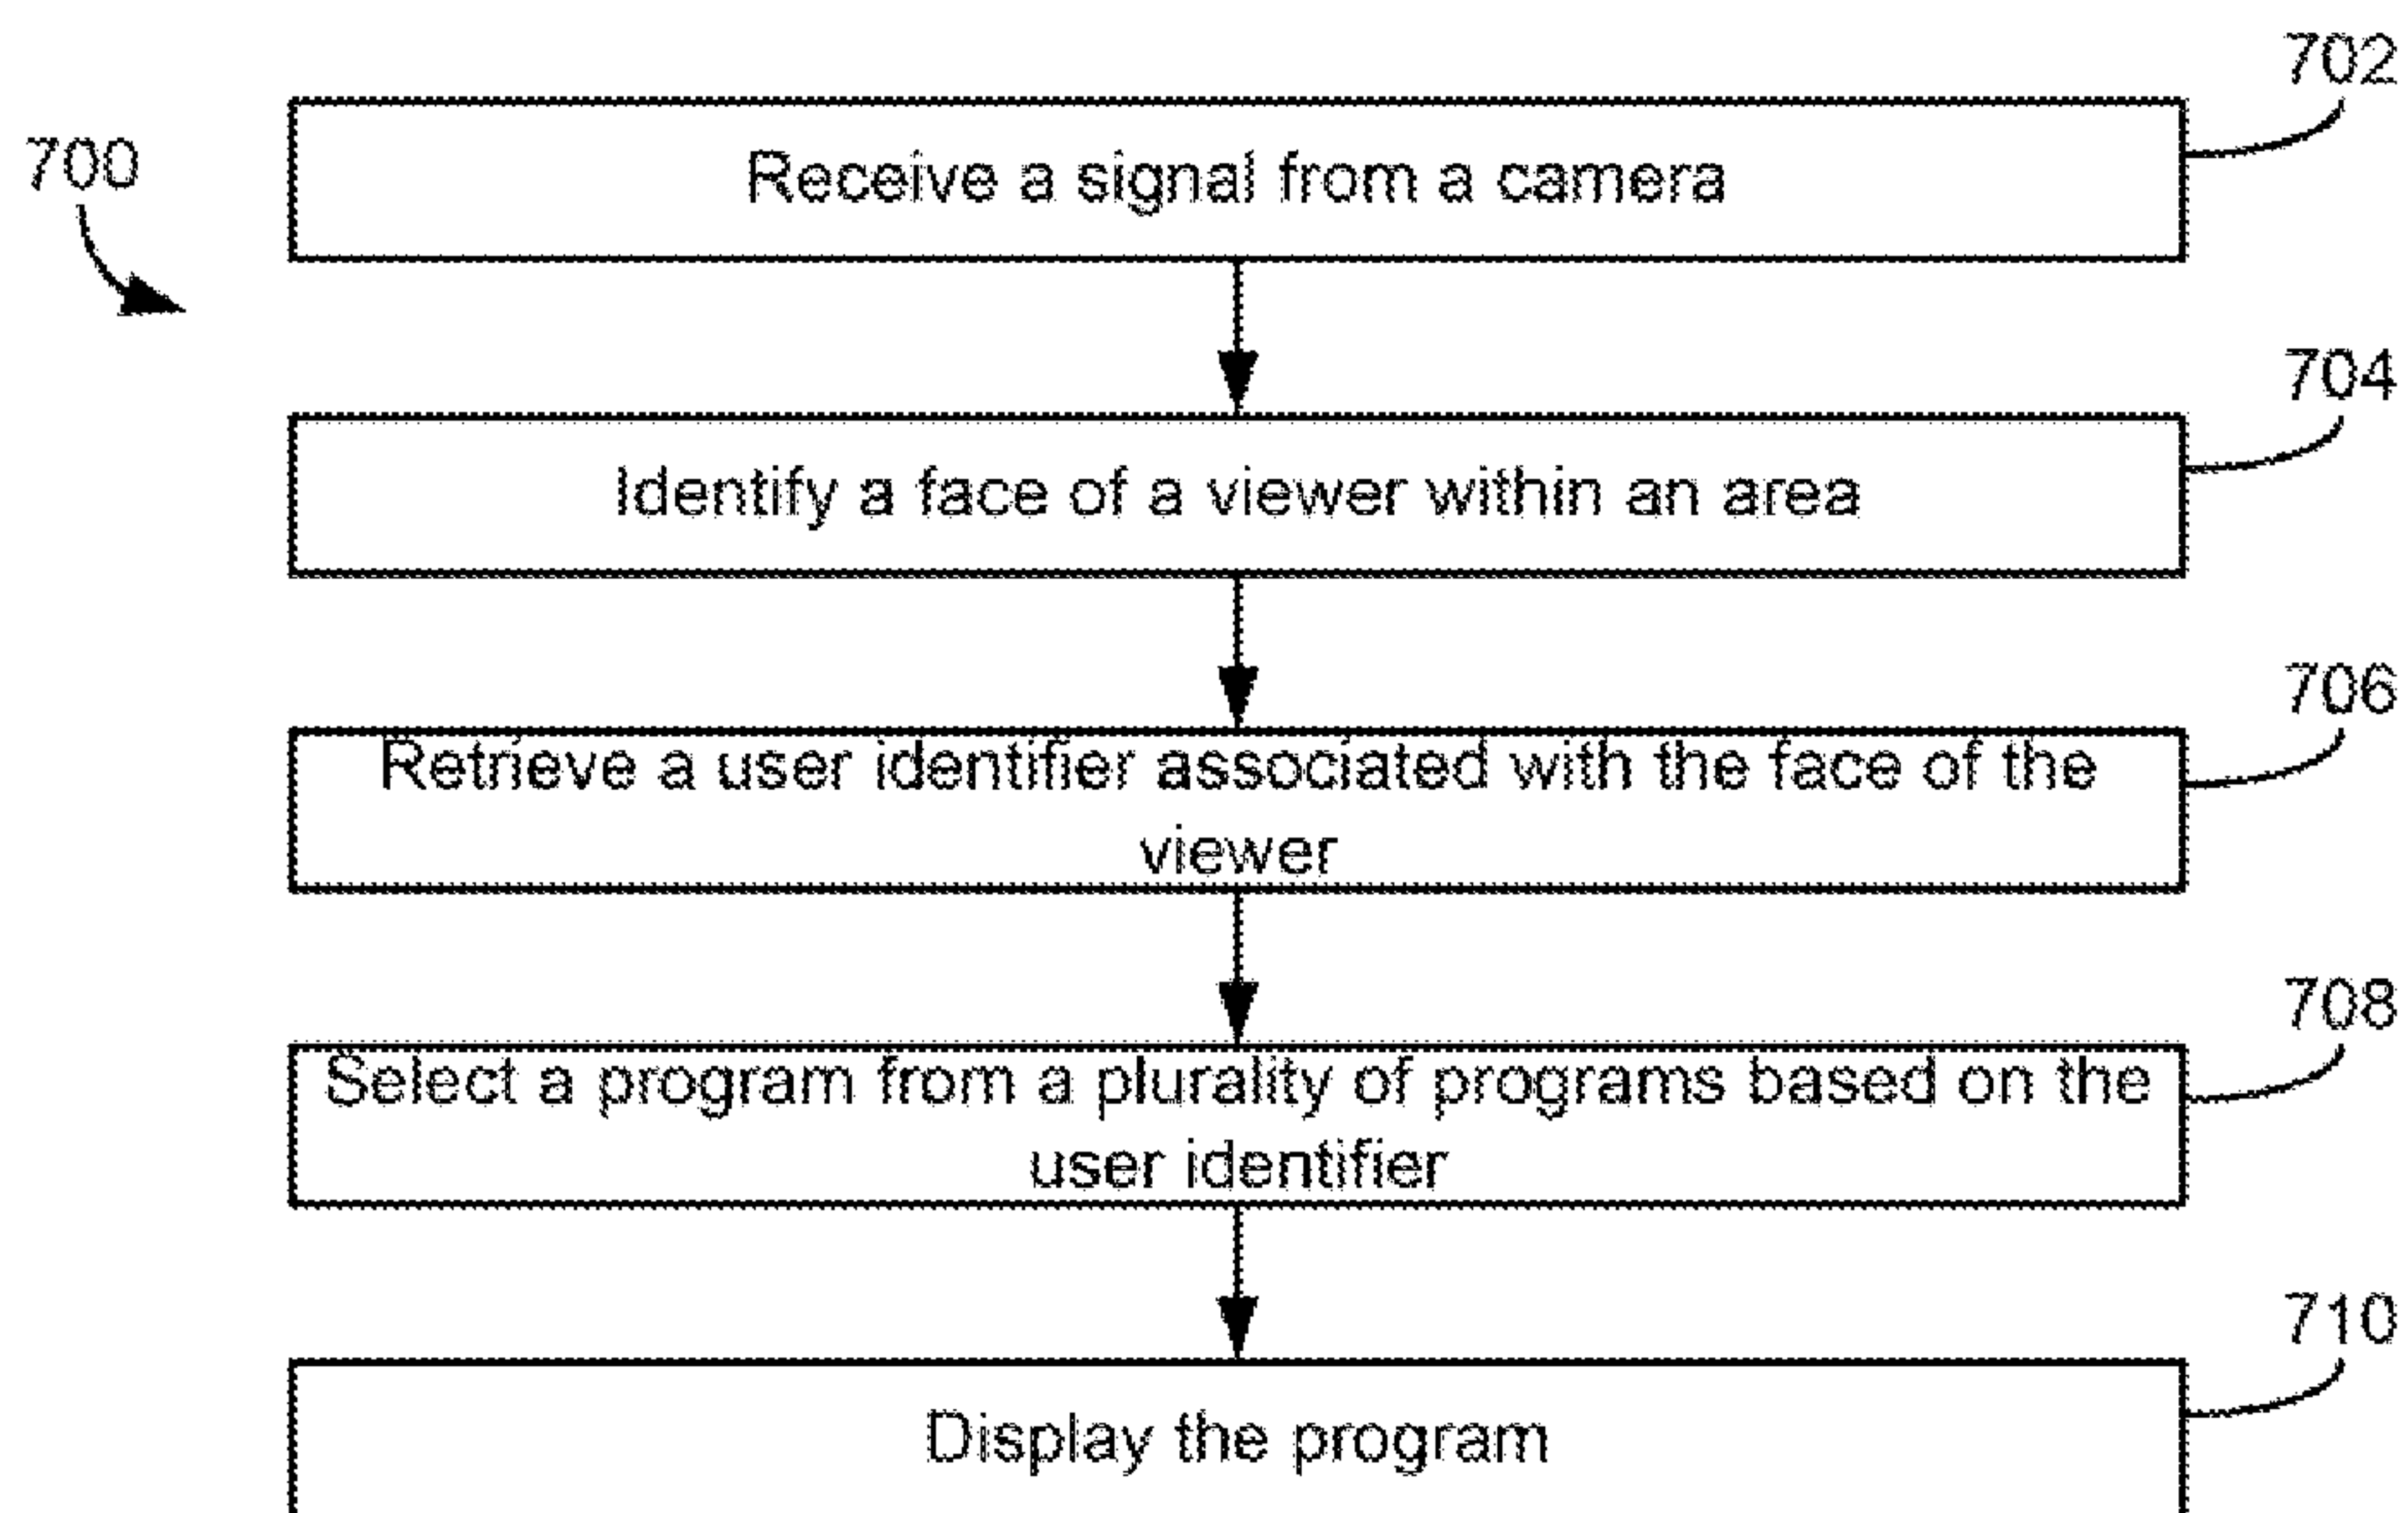 702
700
Receive a signal from a camera
704
Identify a face of a viewer within an area
706
Retrieve a user identifier associated with the face of the
viewer
708
Select a program from a plurality of programs based on the
user identifier
710
Display the program